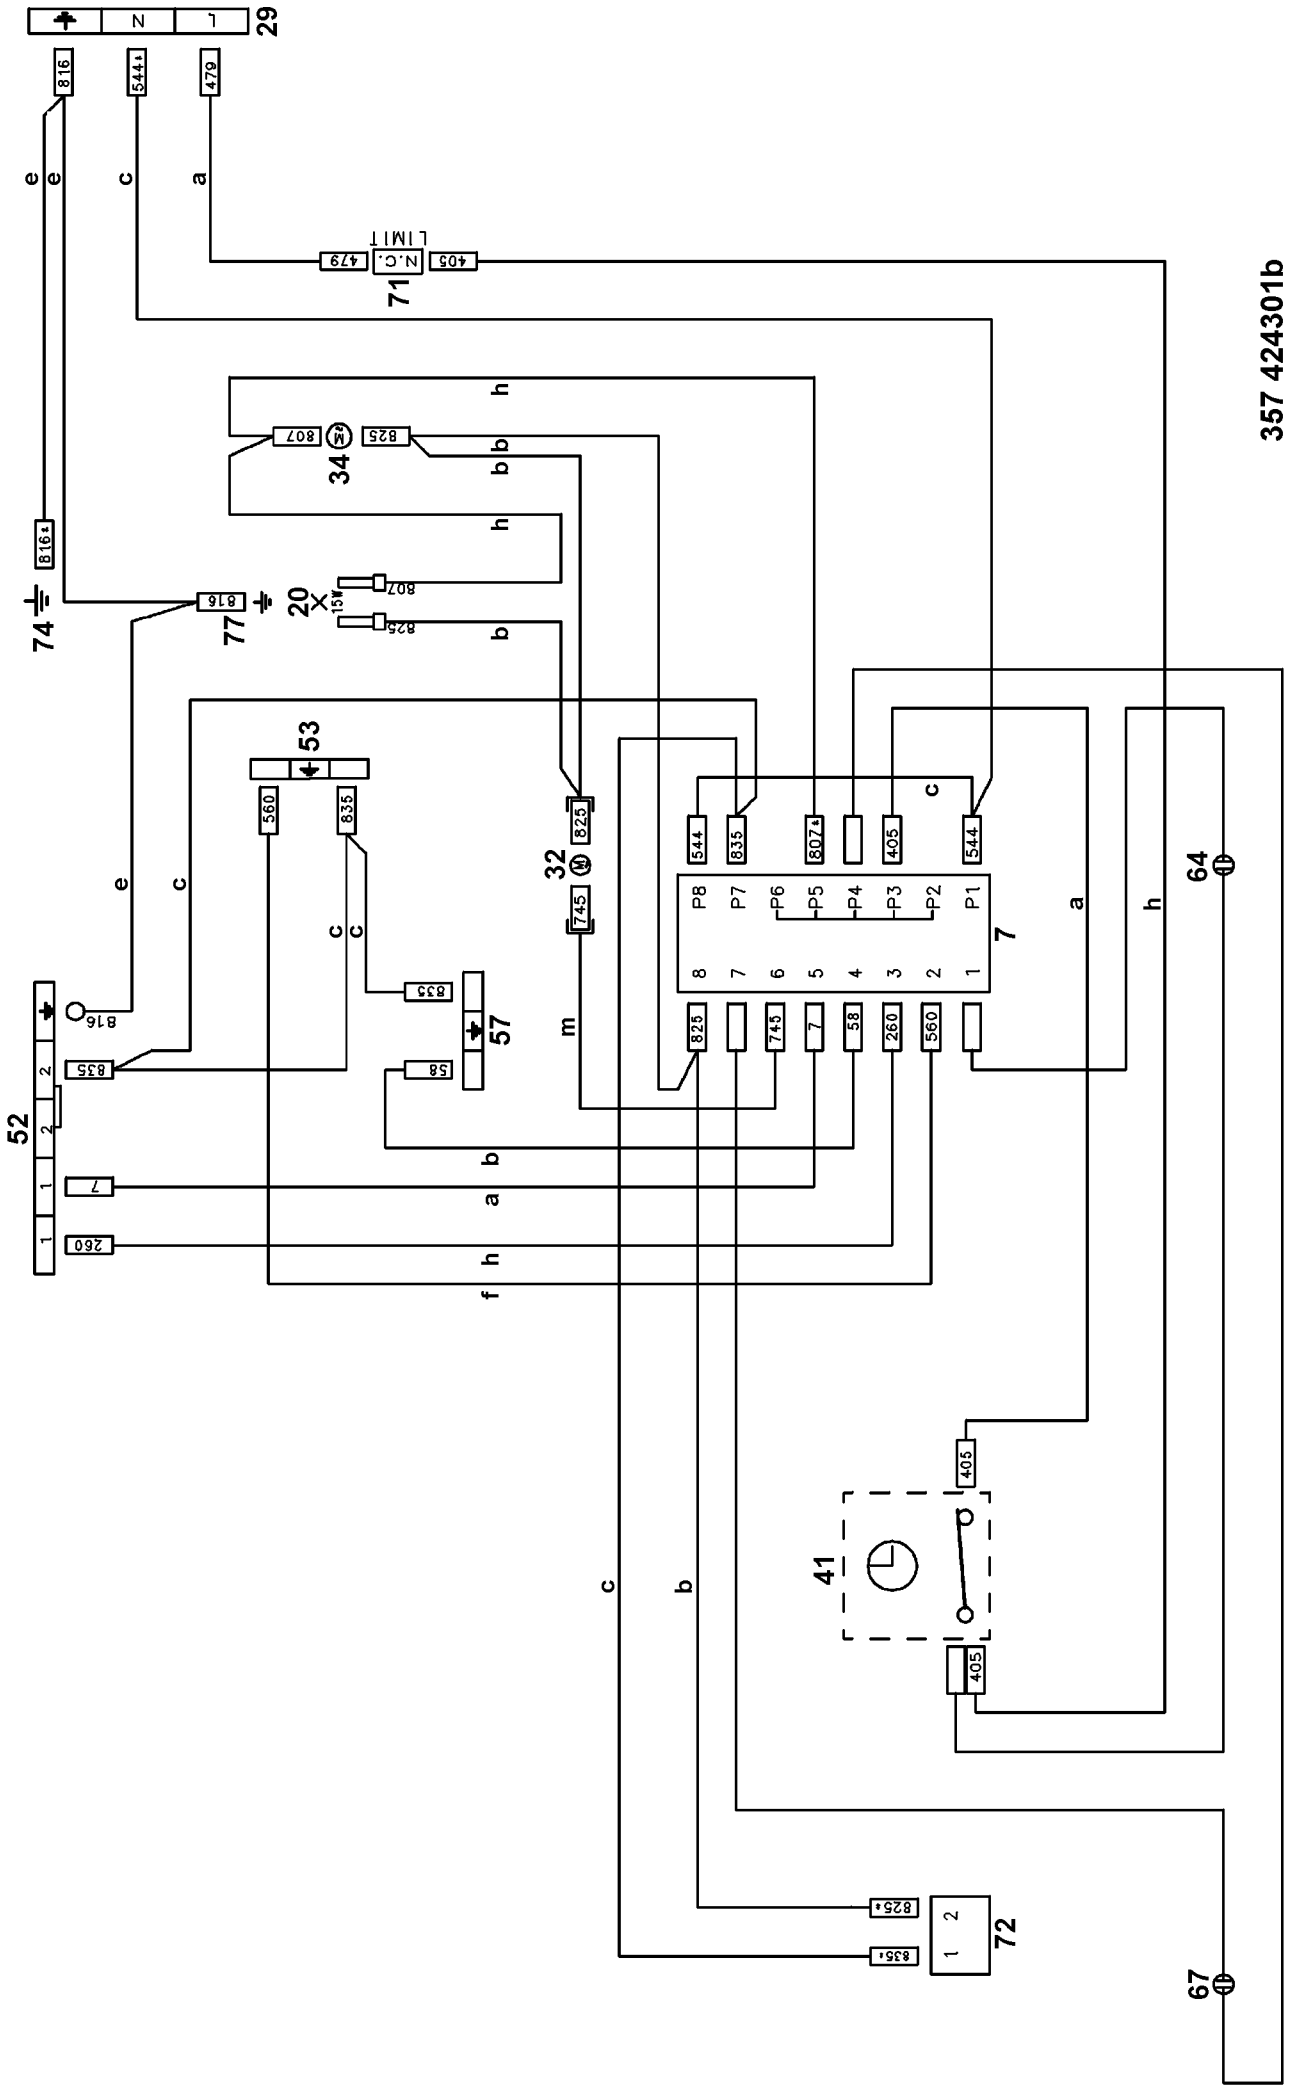 N
L
29
816
544*
479
e
e
c
a
LIMIT
479
N.C.
405
71
357 424301b
h
807
M
825
34
b
b
h
816*
74
816
77
20
15W
807
825
b
53
560
835
c
32
825
M
745
544
835
807*
405
544
64
e
c
c
c
P8
P7
P6
P5
P4
P3
P2
P1
a
h
7
8
7
6
5
4
3
2
1
835
57
58
m
825
745
7
58
260
560
816
52
2
835
2
1
7
1
260
b
a
h
f
405
41
405
c
b
825*
835*
1
2
72
67